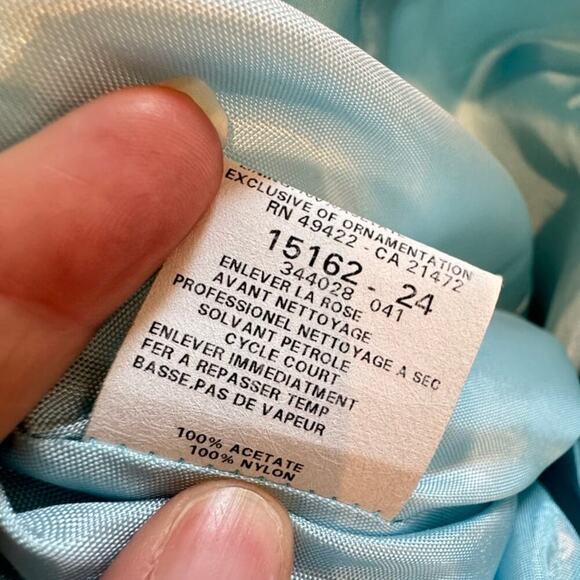 EXCLUSIVE OF ORNAMENTATION
RN 49422 - CA 21472
15162 - 24
344028 041
ENLEVER LA ROSE
AVANT NETTOYAGE
PROFESSIONEL NETTOYAGE A SEC
SOLVANT PETROLE
CYCLE COURT
ENLEVER IMMEDIATMENT
FER A REPASSER TEMP
BASSE,PAS DE VAPEUR
100% ACETATE
100% NYLON